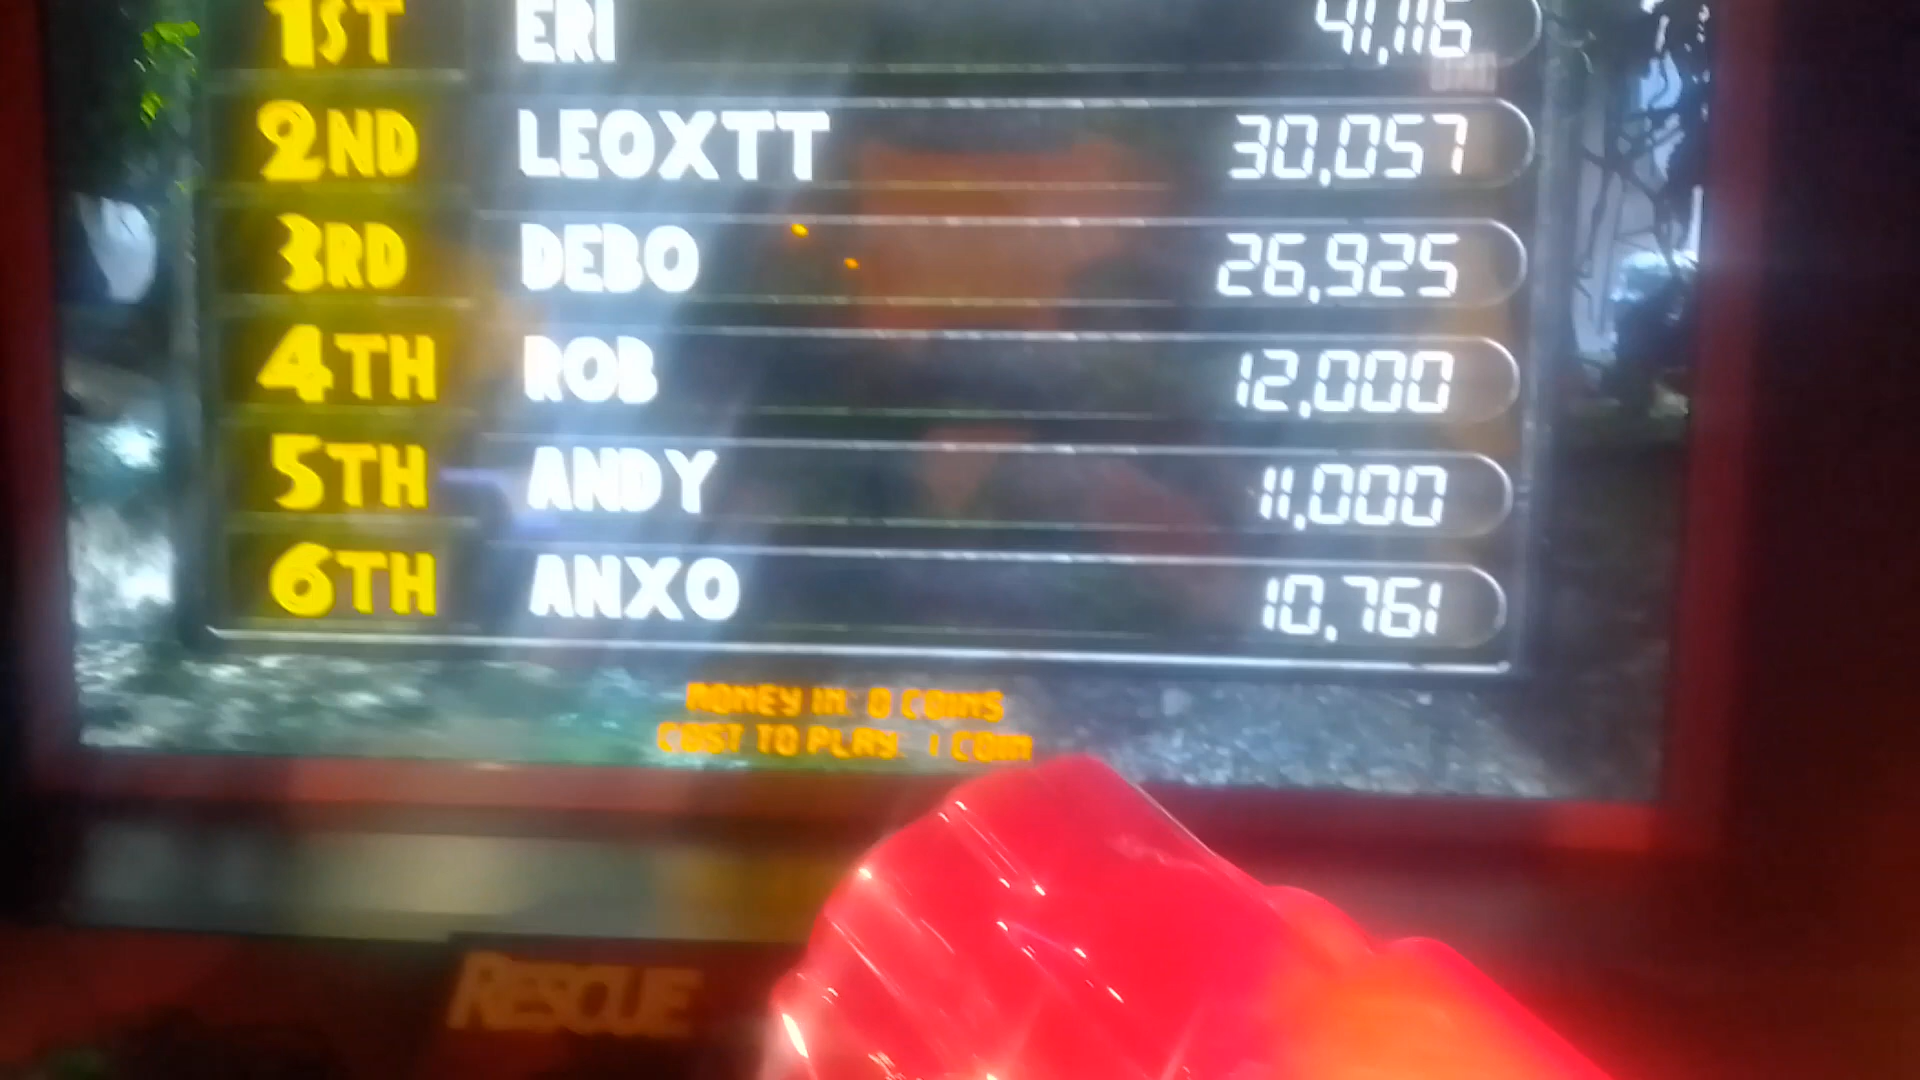 1ST ERI 41,116
2ND LEOXTT 30,057
3RD DEBO 26,925
4TH ROB 12,000
5TH ANDY 11,000
6TH ANXO 10,761
MONEY IN: 0 COINS
COST TO PLAY: 1 COIN
RESCUE